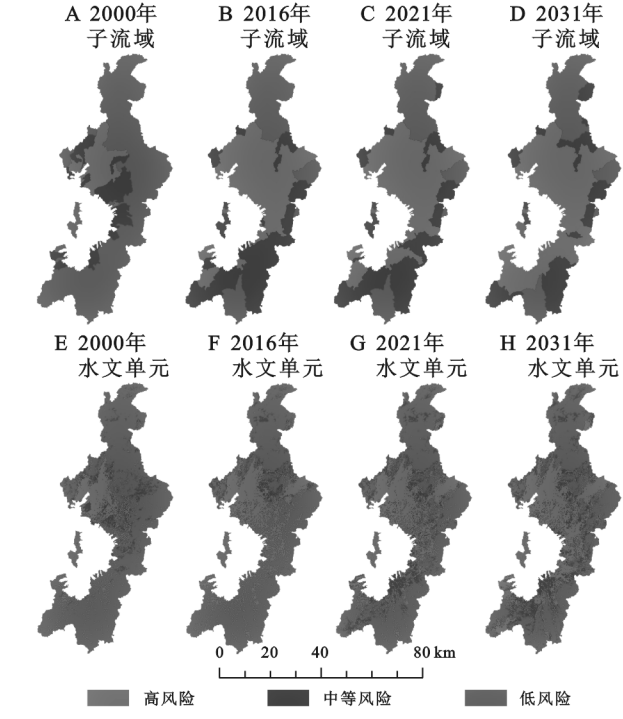 A 2000年
子流域
B 2016年
子流域
C 2021年
子流域
D 2031年
子流域
E 2000年
水文单元
F 2016年
水文单元
G 2021年
水文单元
H 2031年
水文单元
0 20 40 80 km
高风险 中等风险 低风险